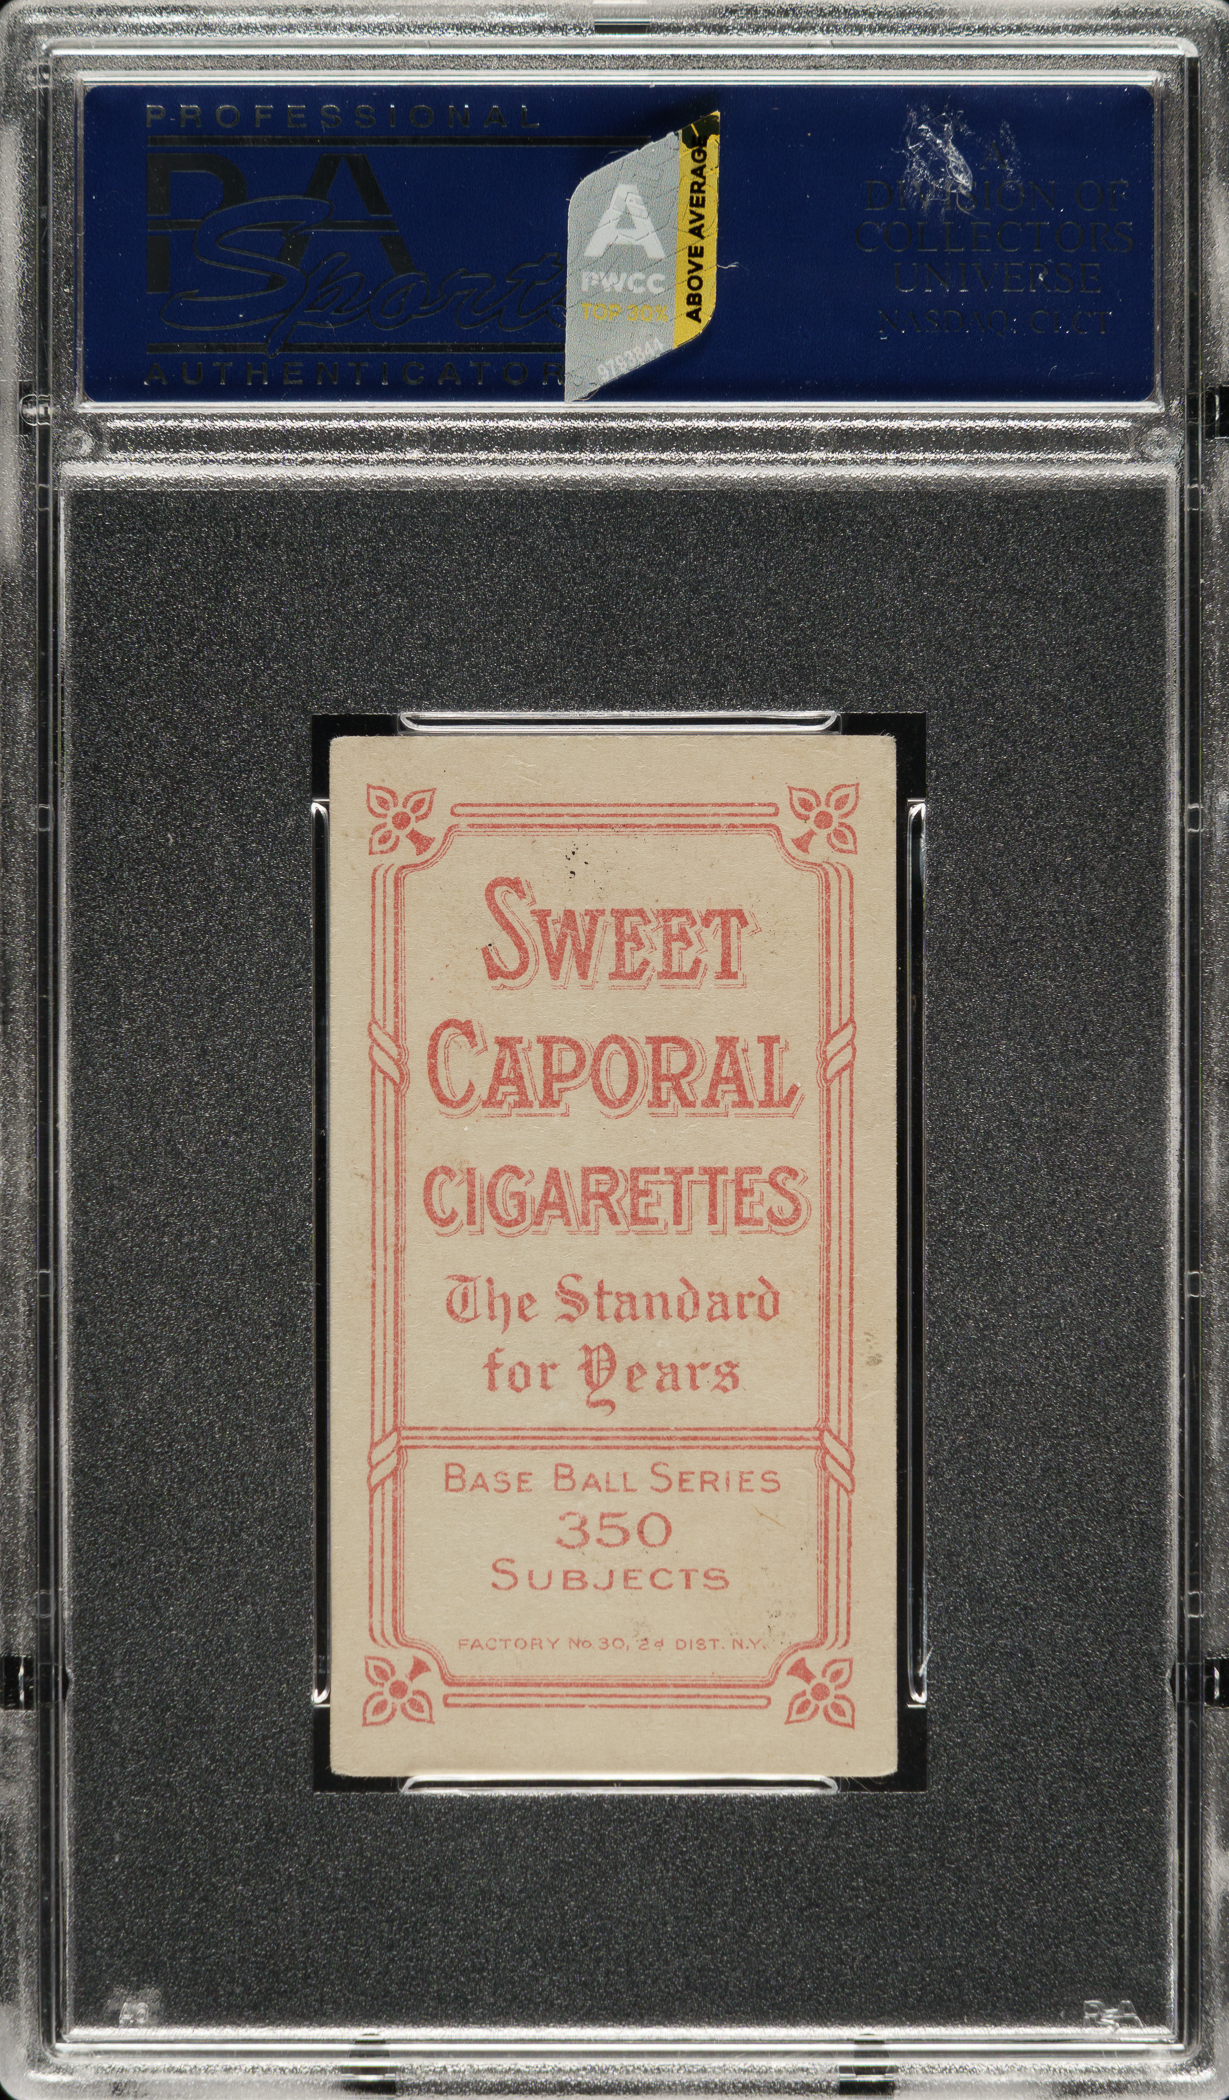 PROFESSIONAL
PSA
Sports
AUTHENTICATOR
A
PWCC
TOP 30%
ABOVE AVERAGE
A
DIVISION OF
COLLECTORS
UNIVERSE
NASDAQ: CLCT
SWEET
CAPORAL
CIGARETTES
The Standard
for Years
BASE BALL SERIES
350
SUBJECTS
FACTORY No. 30, 2d DIST. N.Y.
PSA